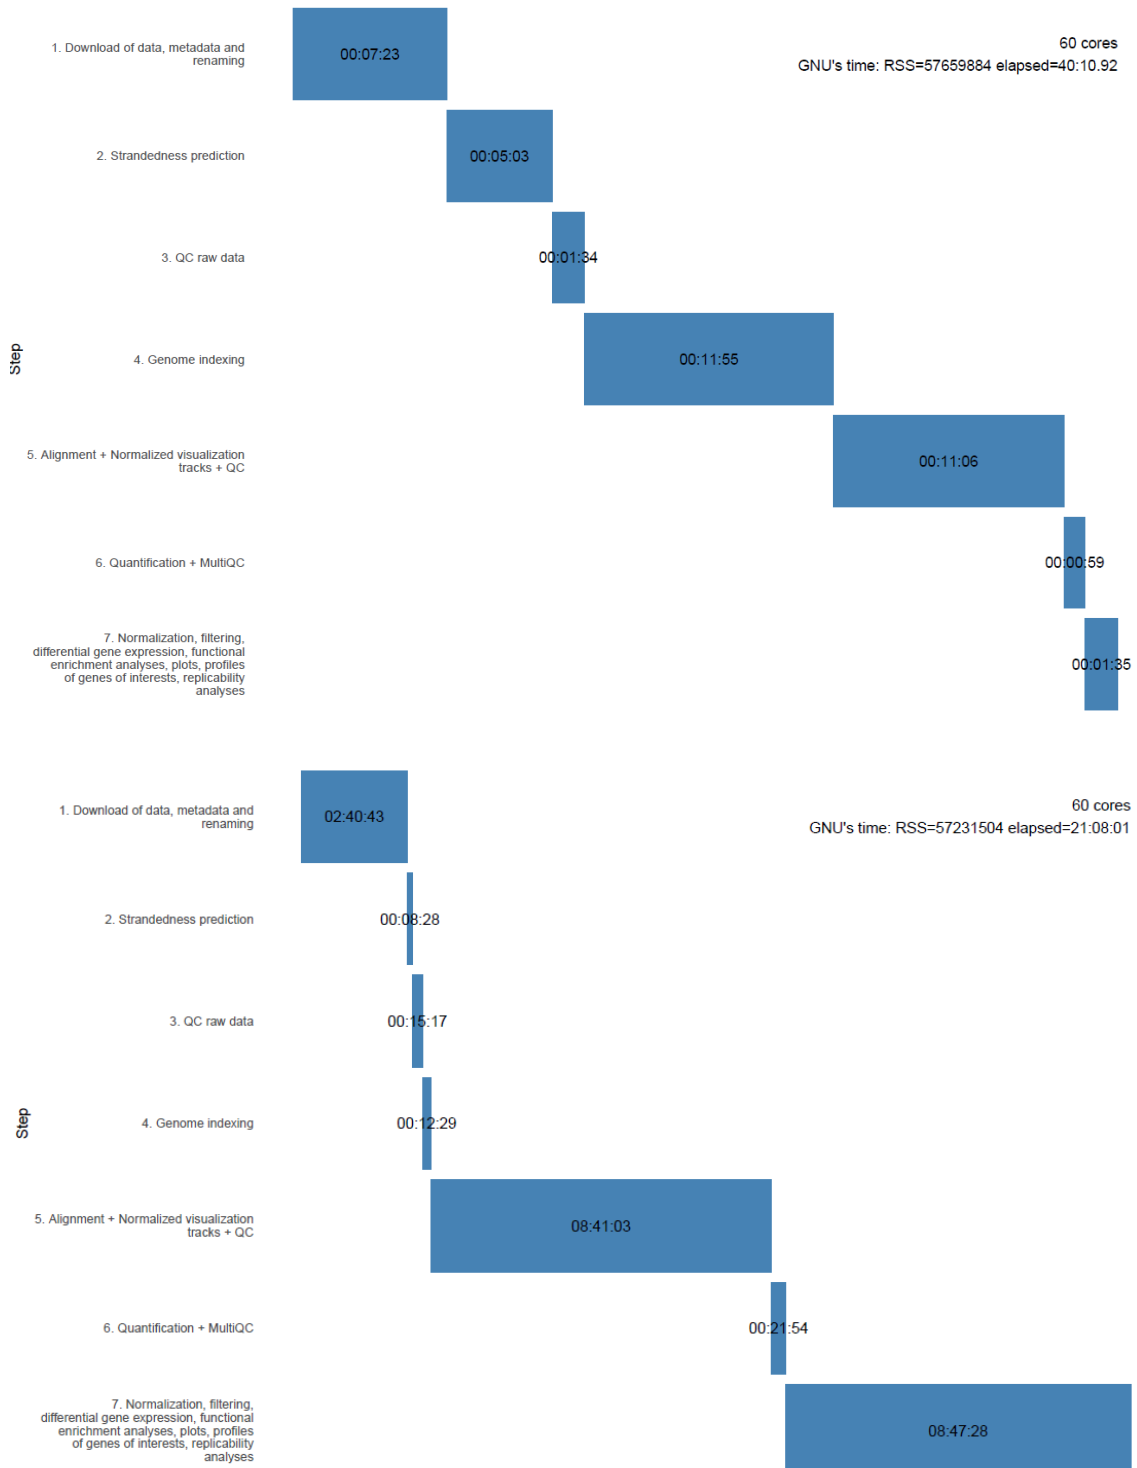 1. Download of data, metadata and
renaming
00:07:23
60 cores
GNU's time: RSS=57659884 elapsed=40:10.92
2. Strandedness prediction
00:05:03
3. QC raw data
00:01:34
Step
4. Genome indexing
00:11:55
5. Alignment + Normalized visualization
tracks + QC
00:11:06
6. Quantification + MultiQC
00:00:59
7. Normalization, filtering,
differential gene expression, functional
enrichment analyses, plots, profiles
of genes of interests, replicability
analyses
00:01:35
1. Download of data, metadata and
renaming
02:40:43
60 cores
GNU's time: RSS=57231504 elapsed=21:08:01
2. Strandedness prediction
00:08:28
3. QC raw data
00:15:17
Step
4. Genome indexing
00:12:29
5. Alignment + Normalized visualization
tracks + QC
08:41:03
6. Quantification + MultiQC
00:21:54
7. Normalization, filtering,
differential gene expression, functional
enrichment analyses, plots, profiles
of genes of interests, replicability
analyses
08:47:28